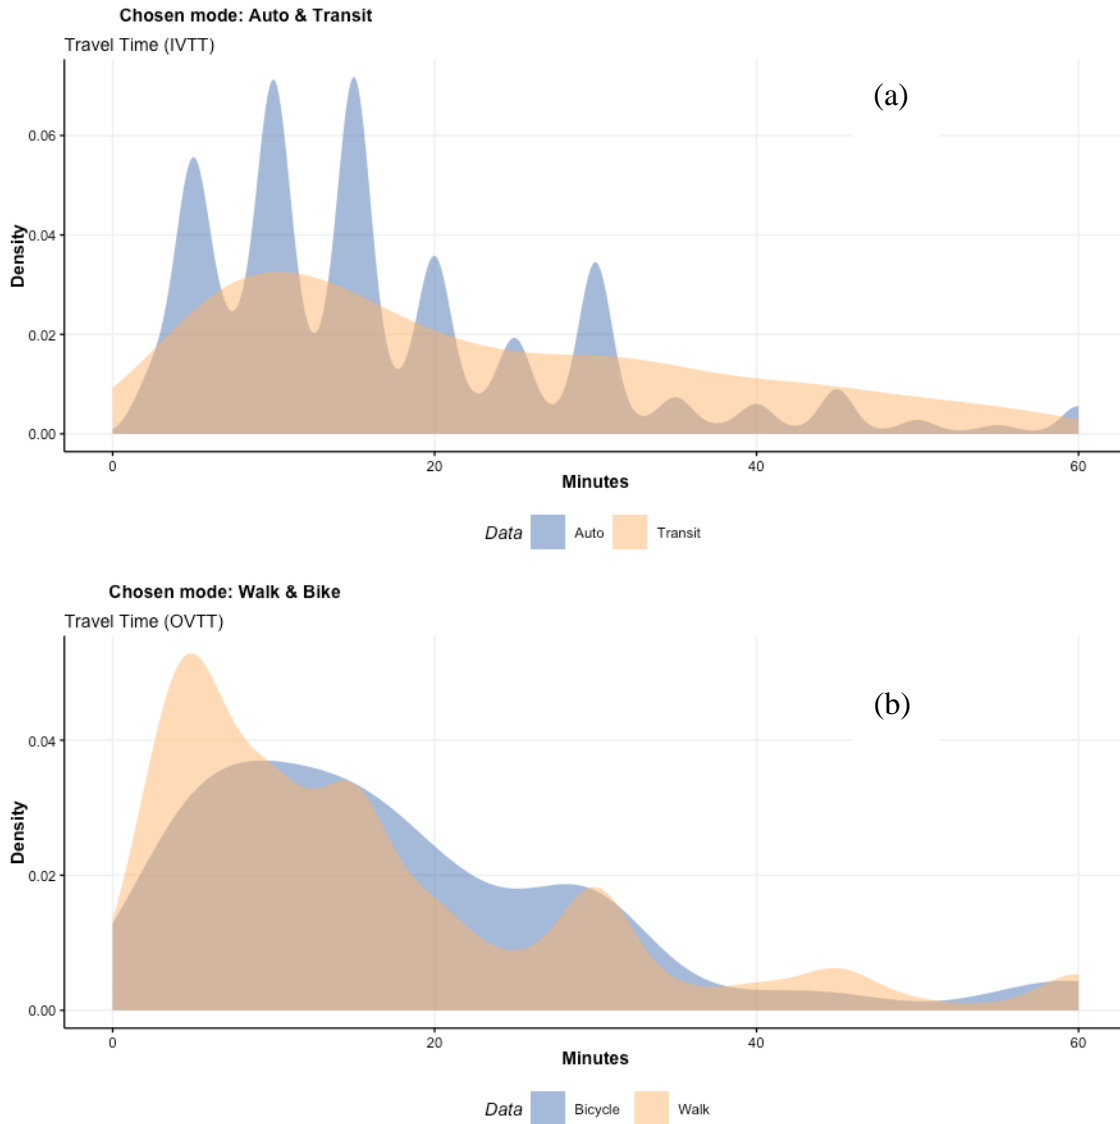 Chosen mode: Auto & Transit
Travel Time (IVTT)
(a)
0.06
0.04
0.02
0.00
Density
0 20 40 60
Minutes
Data Auto Transit
Chosen mode: Walk & Bike
Travel Time (OVTT)
(b)
0.04
0.02
0.00
Density
0 20 40 60
Minutes
Data Bicycle Walk